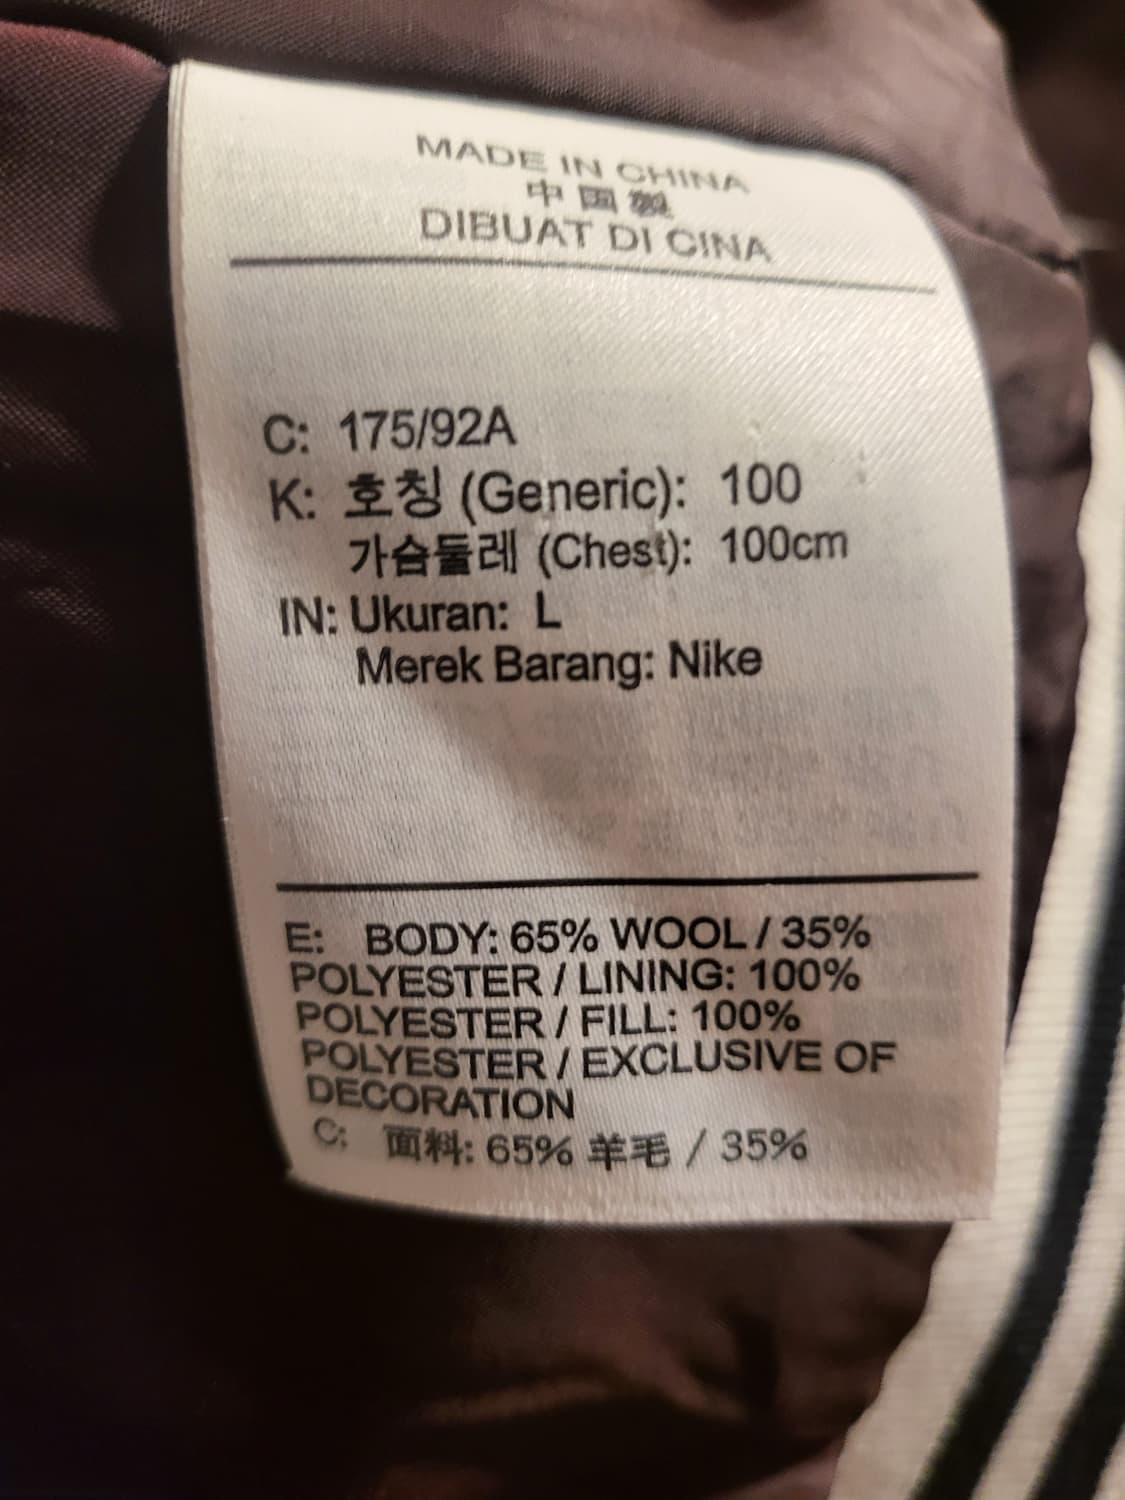 MADE IN CHINA
中国製
DIBUAT DI CINA
C: 175/92A
K: 호칭 (Generic): 100
가슴둘레 (Chest): 100cm
IN: Ukuran: L
Merek Barang: Nike
E: BODY: 65% WOOL / 35%
POLYESTER / LINING: 100%
POLYESTER / FILL: 100%
POLYESTER / EXCLUSIVE OF
DECORATION
C: 面料: 65% 羊毛 / 35%